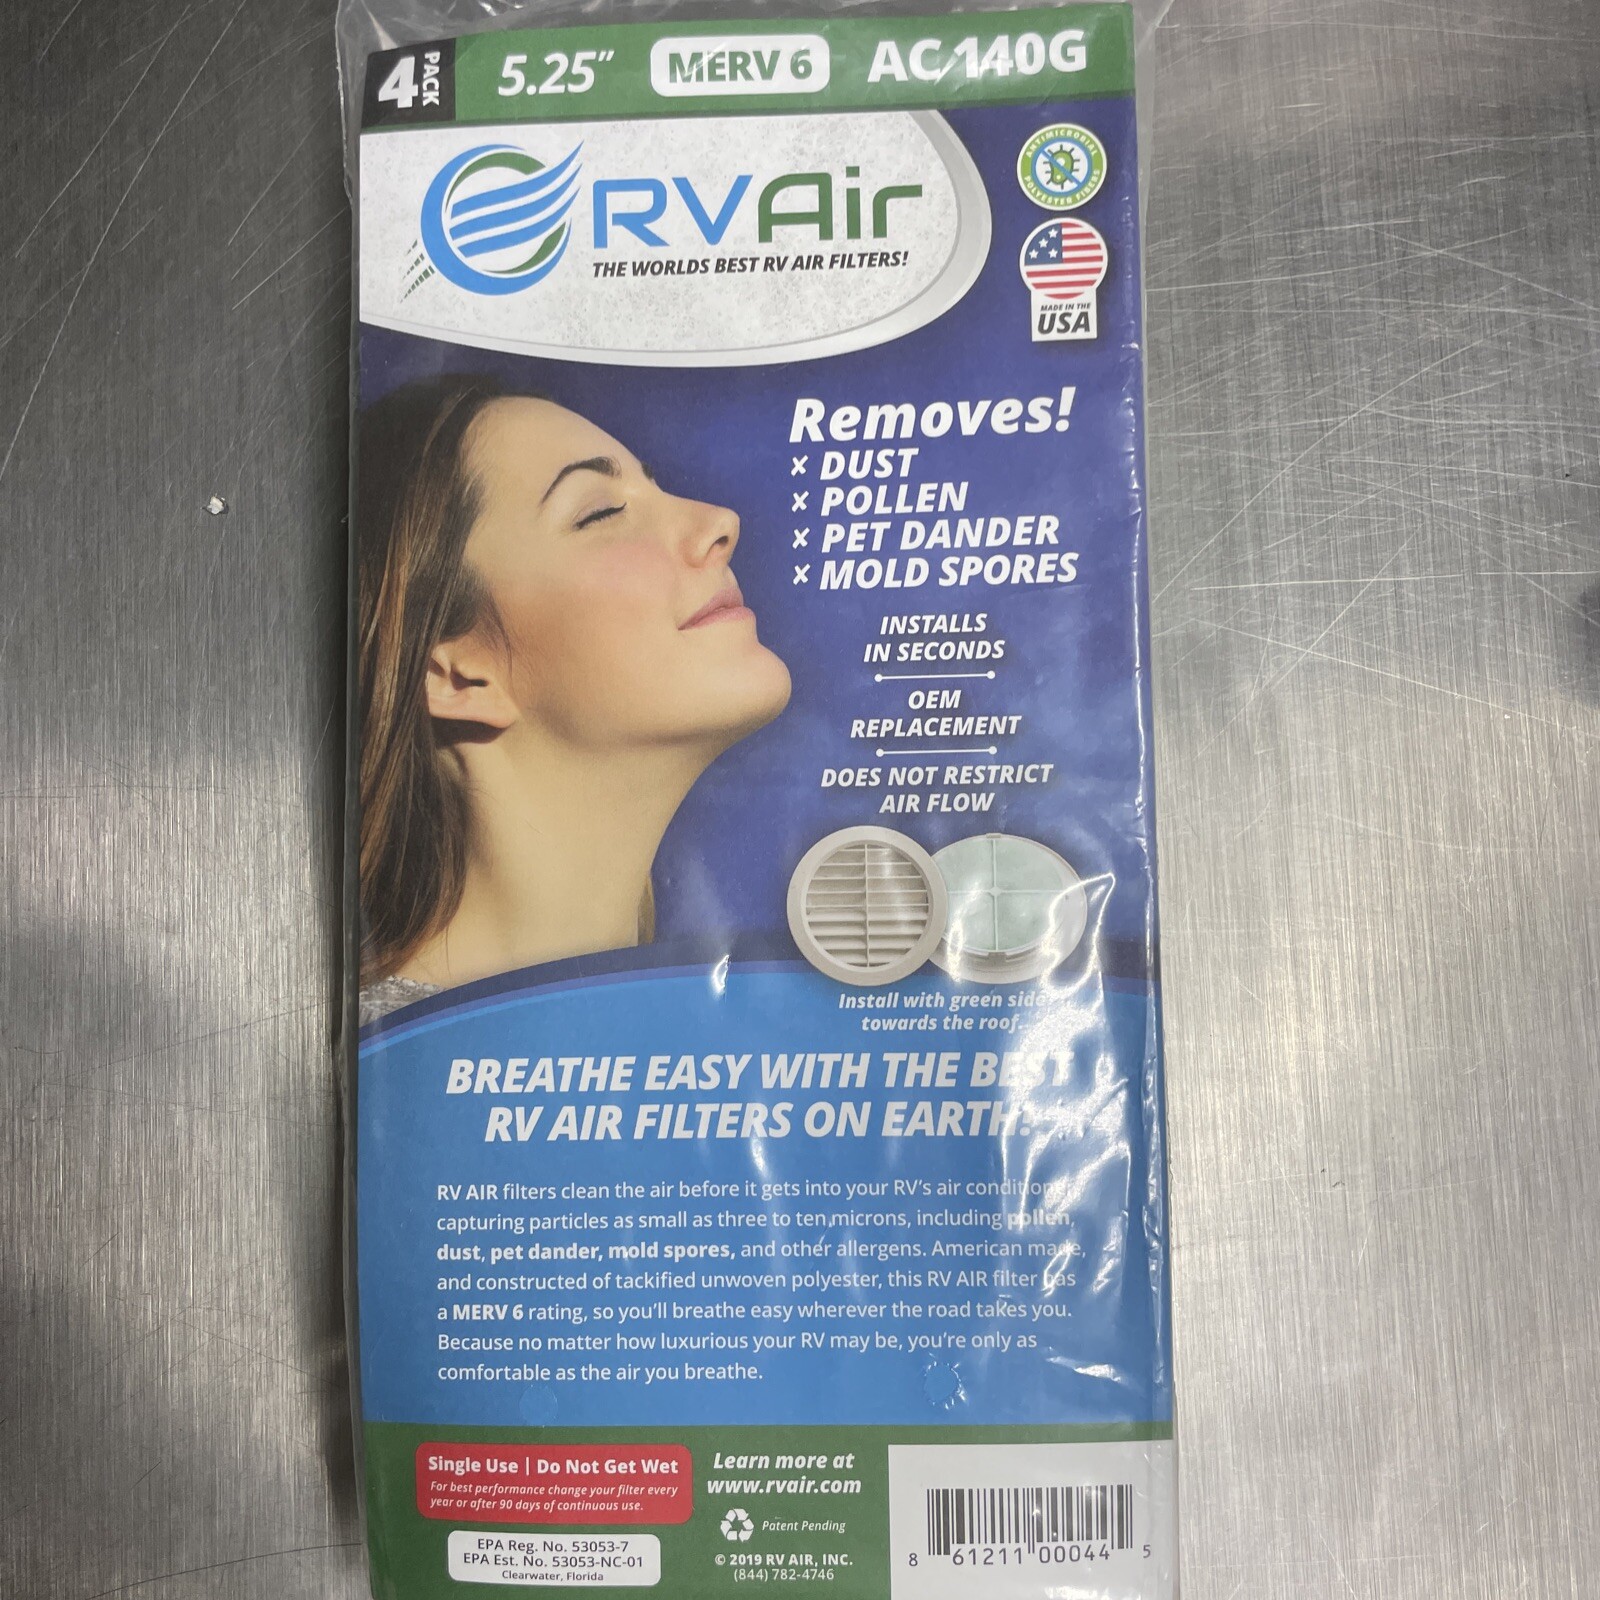 4 PACK
5.25" MERV 6 AC 140G
RVAir
THE WORLDS BEST RV AIR FILTERS!
ANTIMICROBIAL
POLYESTER FIBERS
MADE IN THE
USA
Removes!
× DUST
× POLLEN
× PET DANDER
× MOLD SPORES
INSTALLS
IN SECONDS
OEM
REPLACEMENT
DOES NOT RESTRICT
AIR FLOW
Install with green side
towards the roof.
BREATHE EASY WITH THE BEST
RV AIR FILTERS ON EARTH!
RV AIR filters clean the air before it gets into your RV's air conditioner,
capturing particles as small as three to ten microns, including pollen,
dust, pet dander, mold spores, and other allergens. American made,
and constructed of tackified unwoven polyester, this RV AIR filter has
a MERV 6 rating, so you'll breathe easy wherever the road takes you.
Because no matter how luxurious your RV may be, you're only as
comfortable as the air you breathe.
Single Use | Do Not Get Wet
For best performance change your filter every
year or after 90 days of continuous use.
EPA Reg. No. 53053-7
EPA Est. No. 53053-NC-01
Clearwater, Florida
Learn more at
www.rvair.com
Patent Pending
© 2019 RV AIR, INC.
(844) 782-4746
8 61211 00044 5